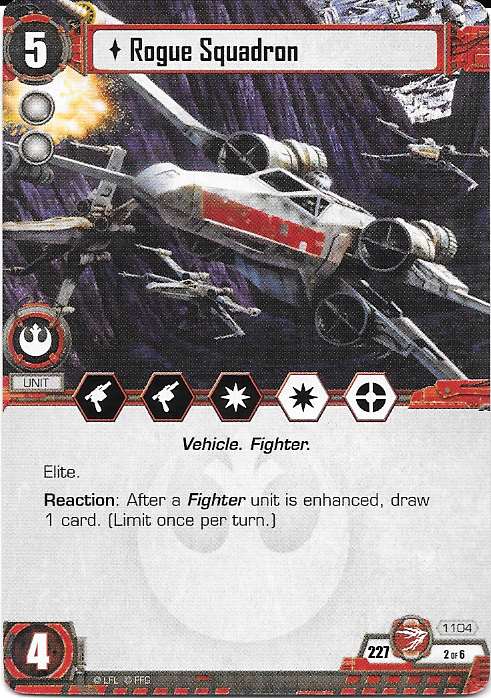 5
Rogue Squadron
UNIT
Vehicle. Fighter.
Elite.
Reaction: After a Fighter unit is enhanced, draw
1 card. (Limit once per turn.)
4
© LFL © FFG
1104
227
2 OF 6